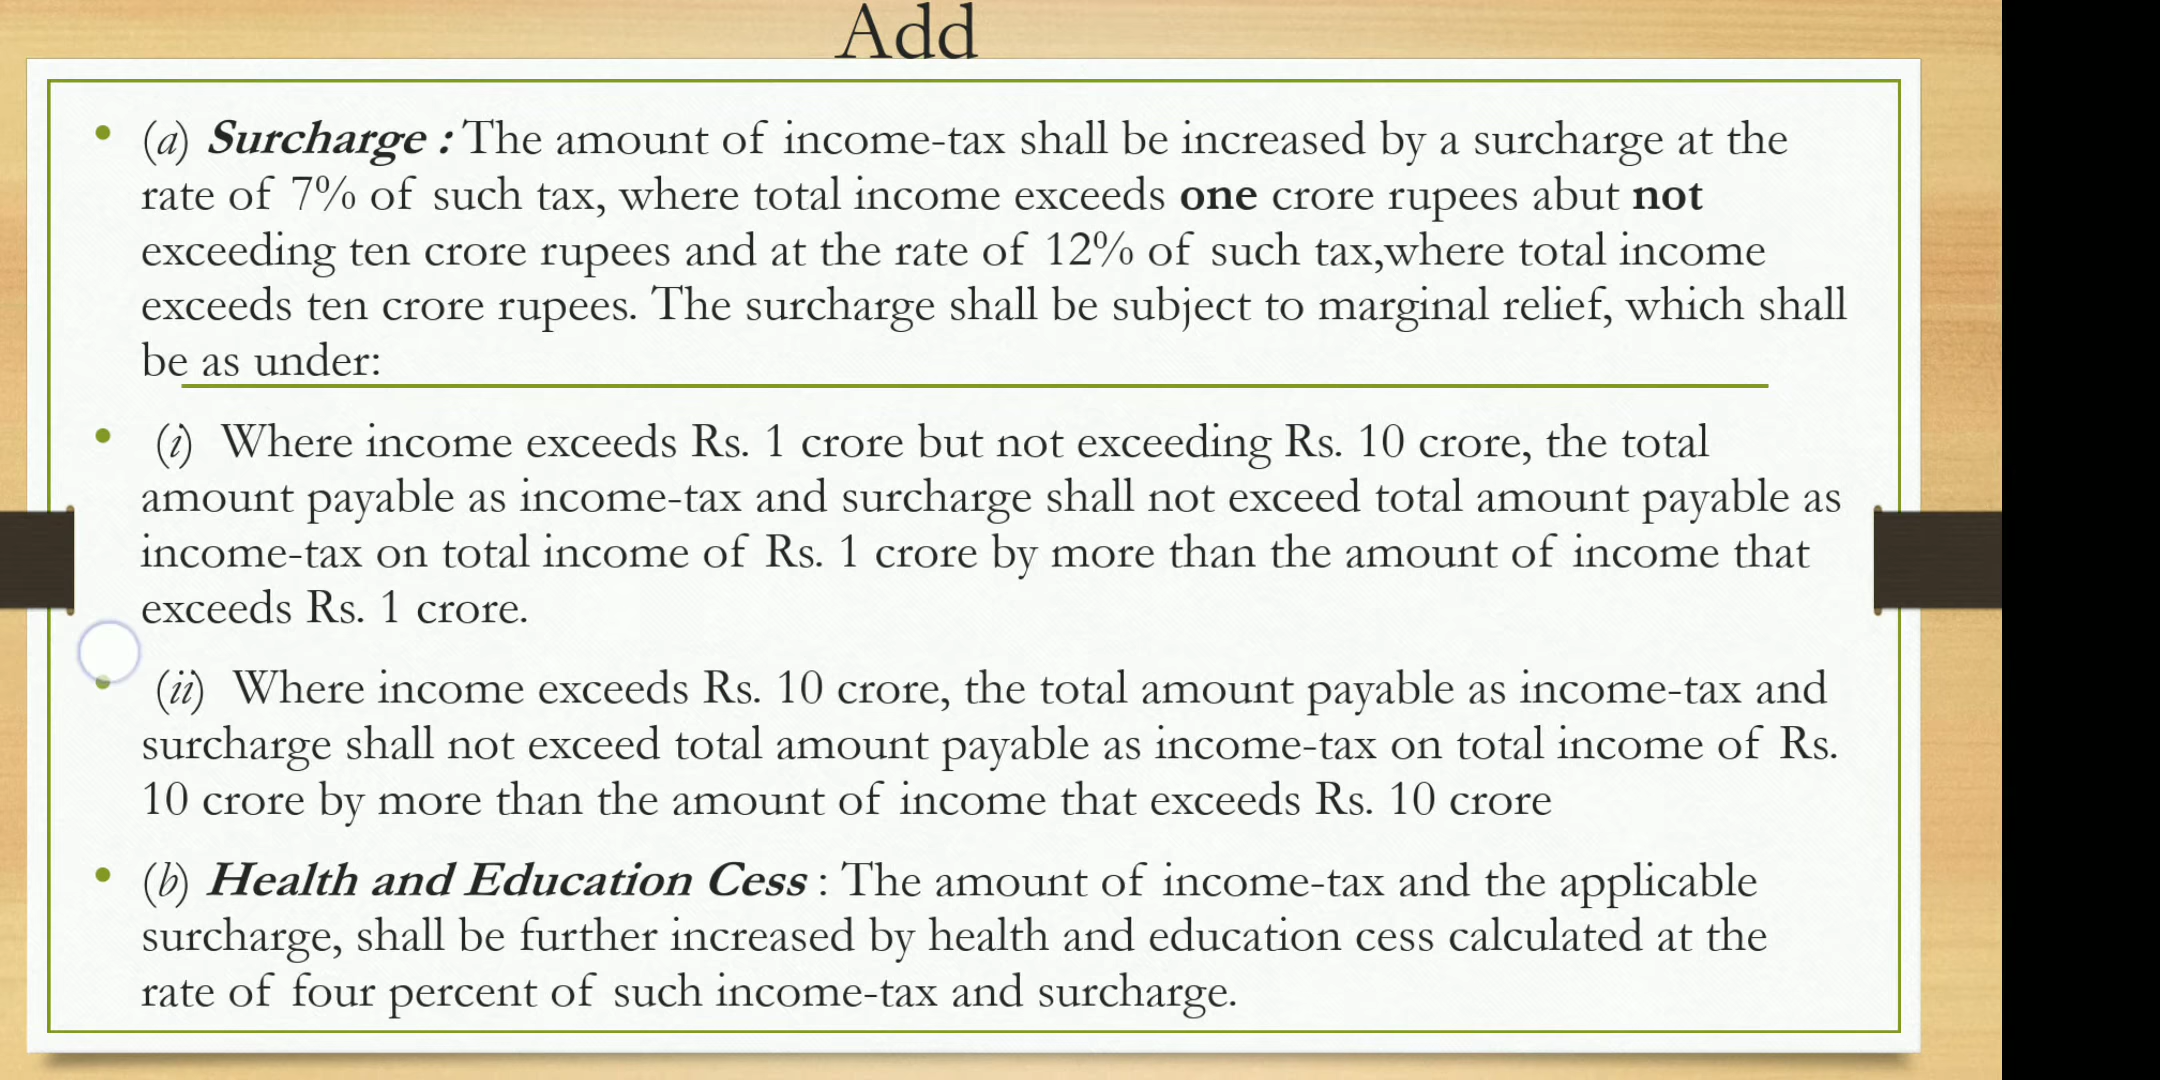 Add
• (a) Surcharge : The amount of income-tax shall be increased by a surcharge at the
rate of 7% of such tax, where total income exceeds one crore rupees abut not
exceeding ten crore rupees and at the rate of 12% of such tax,where total income
exceeds ten crore rupees. The surcharge shall be subject to marginal relief, which shall
be as under:
• (i) Where income exceeds Rs. 1 crore but not exceeding Rs. 10 crore, the total
amount payable as income-tax and surcharge shall not exceed total amount payable as
income-tax on total income of Rs. 1 crore by more than the amount of income that
exceeds Rs. 1 crore.
• (ii) Where income exceeds Rs. 10 crore, the total amount payable as income-tax and
surcharge shall not exceed total amount payable as income-tax on total income of Rs.
10 crore by more than the amount of income that exceeds Rs. 10 crore
• (b) Health and Education Cess : The amount of income-tax and the applicable
surcharge, shall be further increased by health and education cess calculated at the
rate of four percent of such income-tax and surcharge.